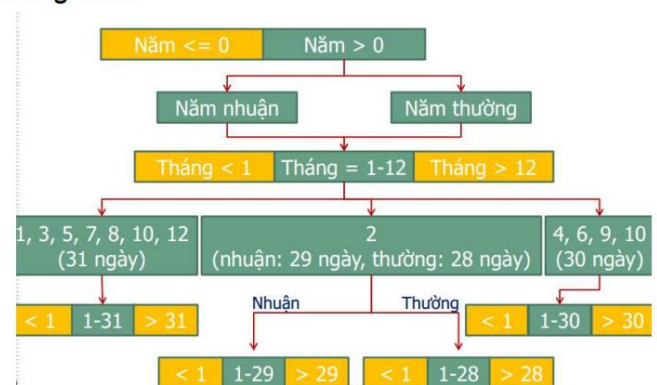 Năm <= 0 Năm > 0
Năm nhuận Năm thường
Tháng < 1 Tháng = 1-12 Tháng > 12
1, 3, 5, 7, 8, 10, 12
(31 ngày)
2
(nhuận: 29 ngày, thường: 28 ngày)
4, 6, 9, 10
(30 ngày)
< 1 1-31 > 31
Nhuận Thường
< 1 1-30 > 30
< 1 1-29 > 29
< 1 1-28 > 28